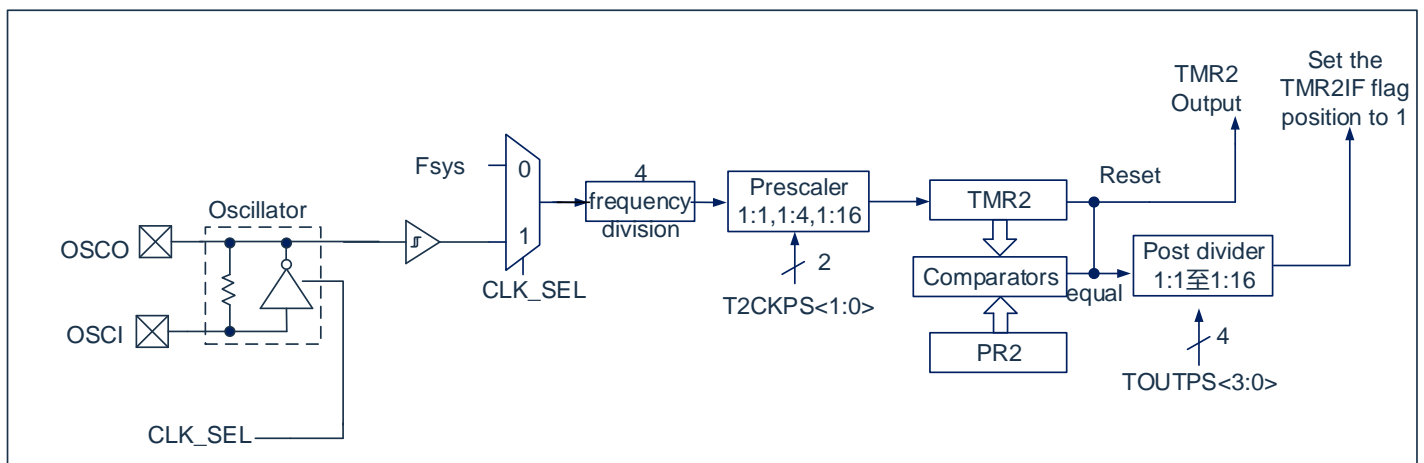 Set the
TMR2IF flag
position to 1
TMR2
Output
Fsys
0
1
CLK_SEL
4
frequency
division
Prescaler
1:1,1:4,1:16
2
T2CKPS<1:0>
TMR2
Reset
Comparators
equal
PR2
Post divider
1:1至1:16
4
TOUTPS<3:0>
Oscillator
OSCO
OSCI
CLK_SEL